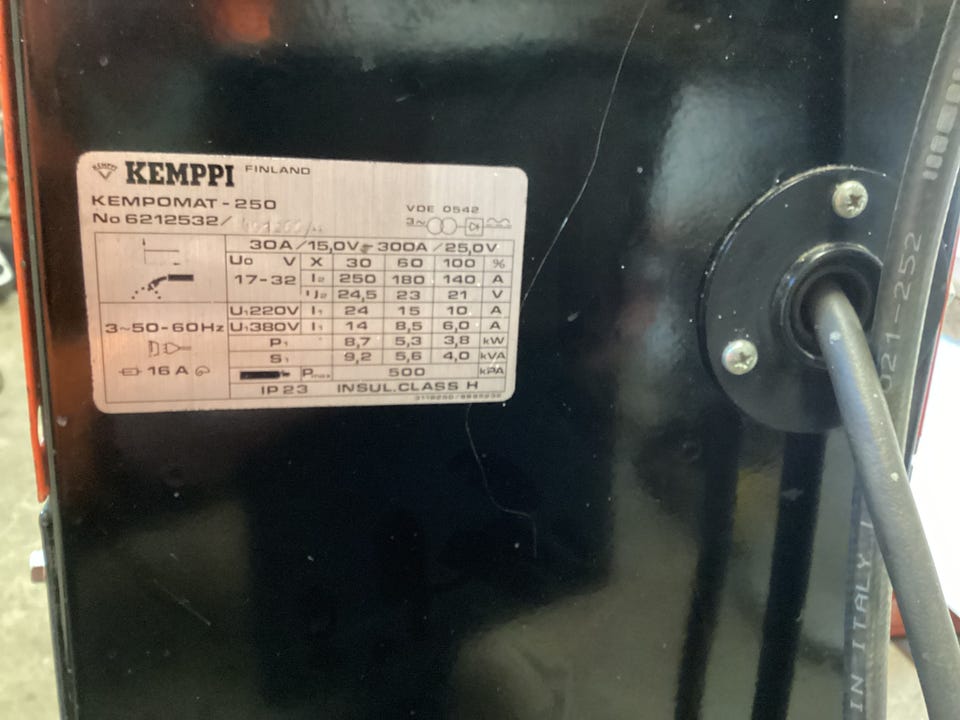 KEMPPI FINLAND
KEMPOMAT-250
No 6212532/
VDE 0542
3~
30A/15,0V-300A/25,0V
U0 V X 30 60 100 %
17-32 I2 250 180 140 A
U2 24,5 23 21 V
U1 220V I1 24 15 10 A
3~50-60Hz U1 380V I1 14 8,5 6,0 A
P1 8,7 5,3 3,8 kW
S1 9,2 5,6 4,0 kVA
16A
Pmax 500 kPA
IP23 INSUL.CLASS H
021-252
IN ITALY